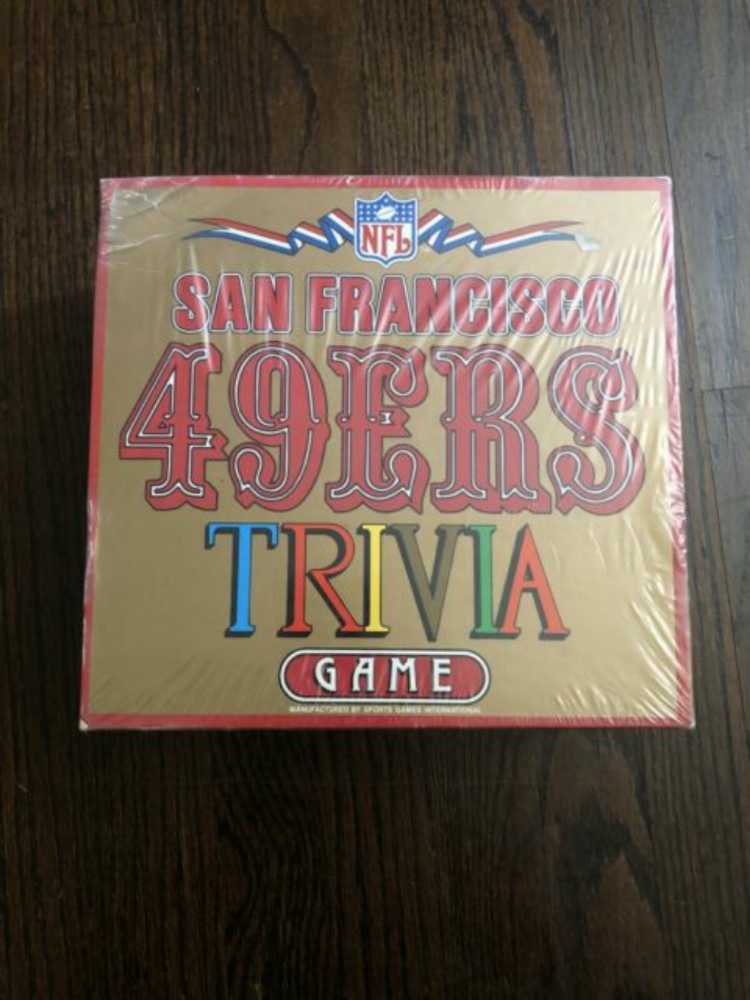 NFL
SAN FRANCISCO
49ERS
TRIVIA
GAME
MANUFACTURED BY SPORTS GAMES INTERNATIONAL